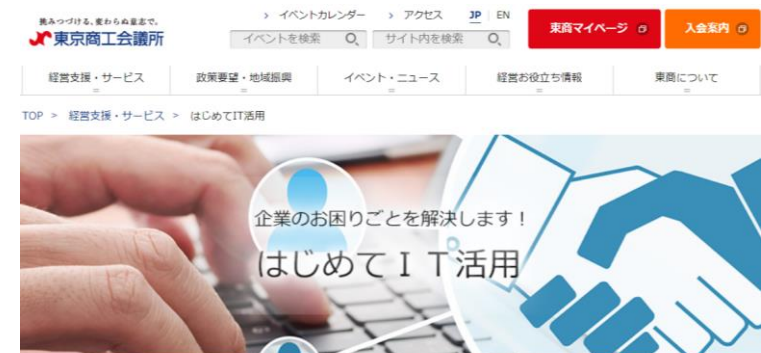 挑みつづける、変わらぬ意志で。
東京商工会議所
> イベントカレンダー > アクセス JP | EN
イベントを検索 サイト内を検索
東商マイページ
入会案内
経営支援・サービス 政策要望・地域振興 イベント・ニュース 経営お役立ち情報 東商について
TOP > 経営支援・サービス > はじめてIT活用
企業のお困りごとを解決します！
はじめてＩＴ活用